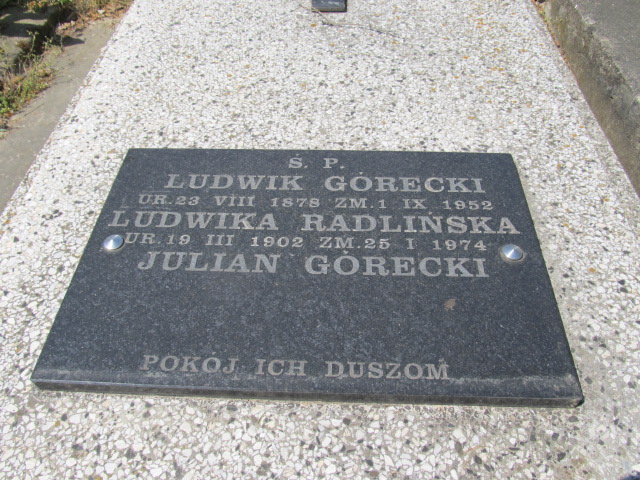 Ś. P.
LUDWIK GÓRECKI
UR.23 VIII 1878 ZM.1 IX 1952
LUDWIKA RADLIŃSKA
UR.19 III 1902 ZM.25 I 1974
JULIAN GÓRECKI
POKÓJ ICH DUSZOM